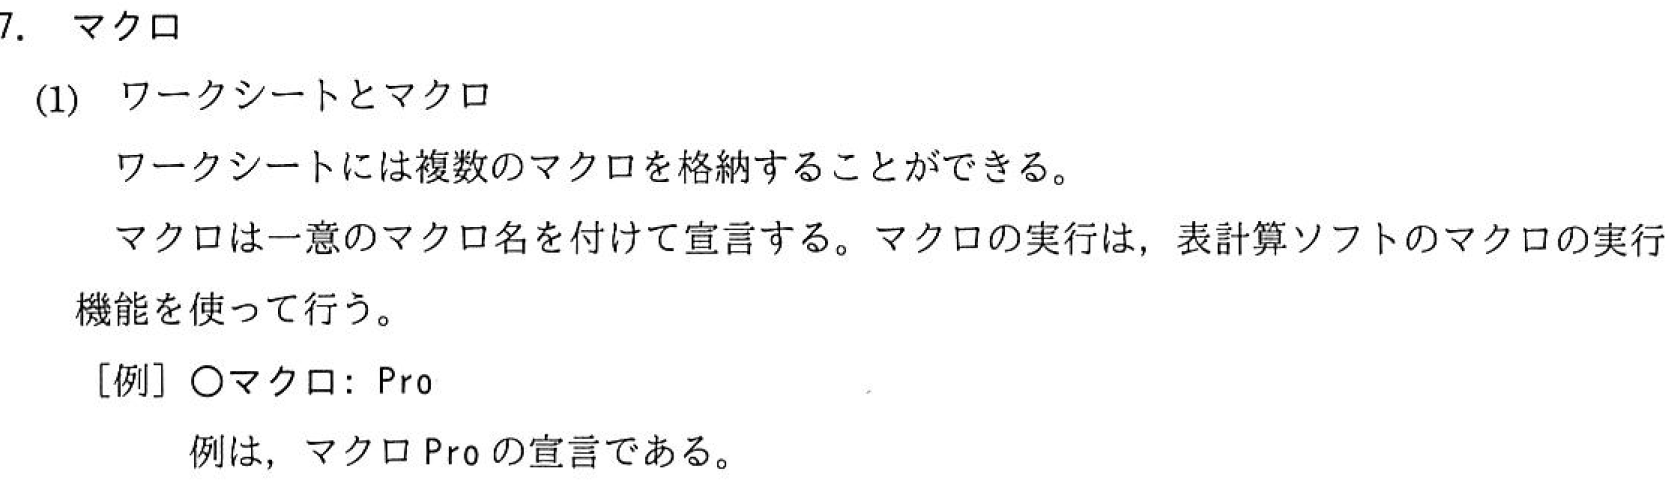 7. マクロ
(1) ワークシートとマクロ
ワークシートには複数のマクロを格納することができる。
マクロは一意のマクロ名を付けて宣言する。マクロの実行は，表計算ソフトのマクロの実行
機能を使って行う。
［例］〇マクロ: Pro
例は，マクロ Pro の宣言である。